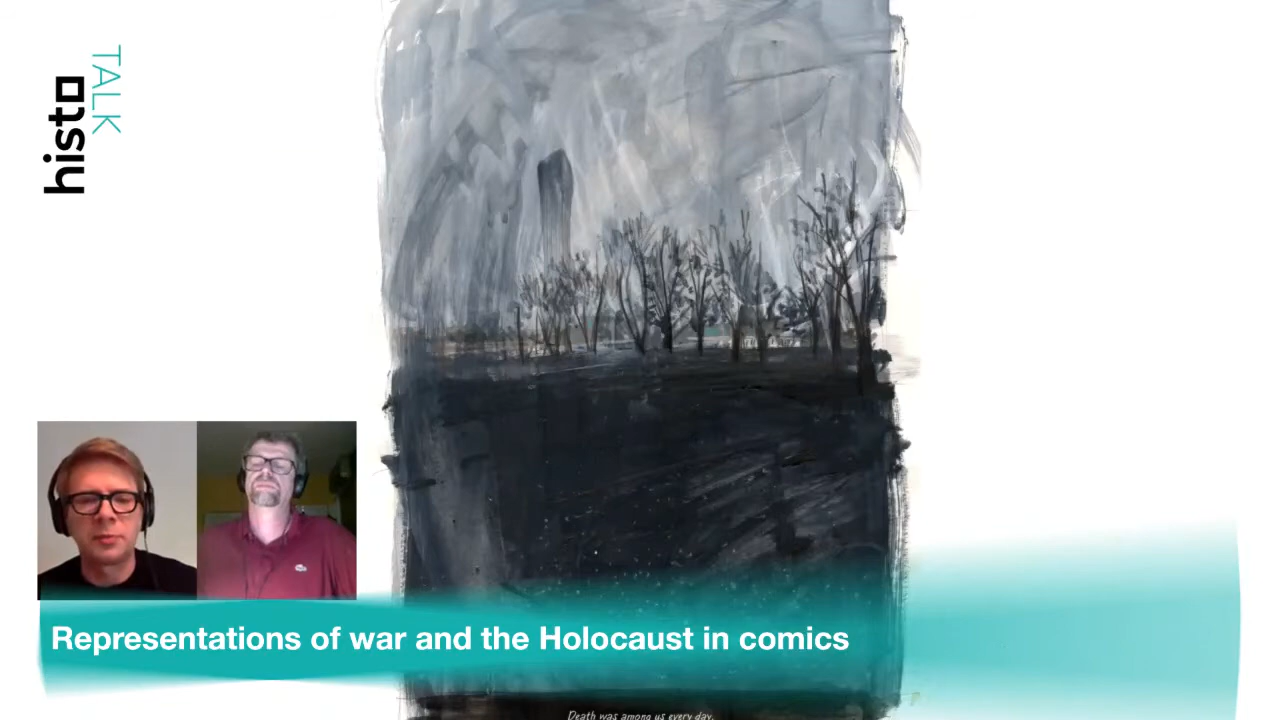 histo
TALK
Representations of war and the Holocaust in comics
Death was among us every day.